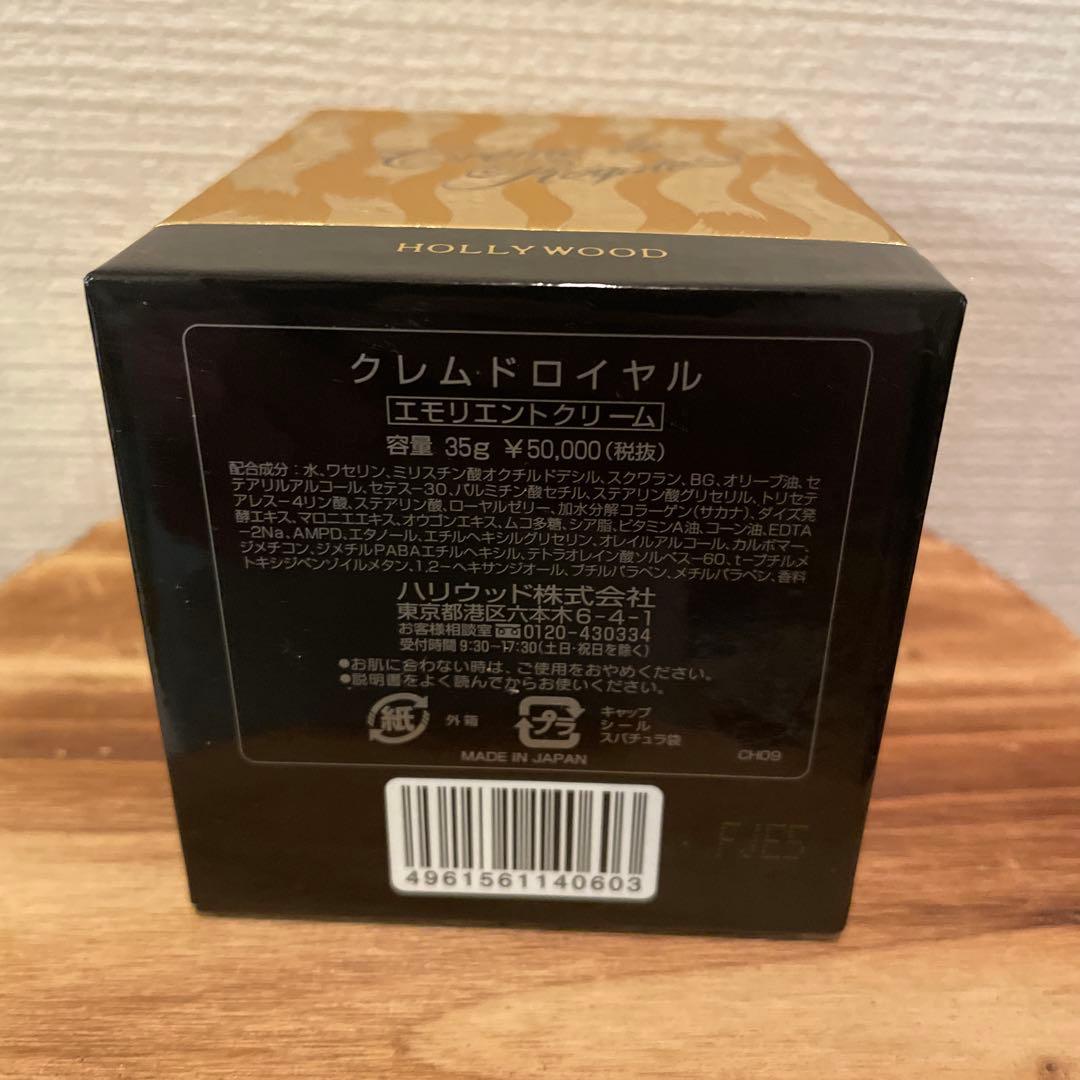 Crème de
Royale
HOLLYWOOD
クレムドロイヤル
エモリエントクリーム
容量 35g ¥50,000(税抜)
配合成分:水、ワセリン、ミリスチン酸オクチルドデシル、スクワラン、BG、オリーブ油、セ
テアリルアルコール、セテス-30、パルミチン酸セチル、ステアリン酸グリセリル、トリセテ
アレス-4リン酸、ステアリン酸、ローヤルゼリー、加水分解コラーゲン(サカナ)、ダイズ発
酵エキス、マロニエエキス、オウゴンエキス、ムコ多糖、シア脂、ビタミンA油、コーン油、EDTA
-2Na、AMPD、エタノール、エチルヘキシルグリセリン、オレイルアルコール、カルボマー、
ジメチコン、ジメチルPABAエチルヘキシル、テトラオレイン酸ソルベス-60、t-ブチルメ
トキシジベンゾイルメタン、1,2-ヘキサンジオール、ブチルパラベン、メチルパラベン、香料
ハリウッド株式会社
東京都港区六本木6-4-1
お客様相談室 0120-430334
受付時間9:30-17:30(土日・祝日を除く)
●お肌に合わない時は、ご使用をおやめください。
●説明書をよく読んでからお使いください。
紙 外箱 プラ キャップ
シール
スパチュラ袋
MADE IN JAPAN
CH09
FJE5
4961561140603